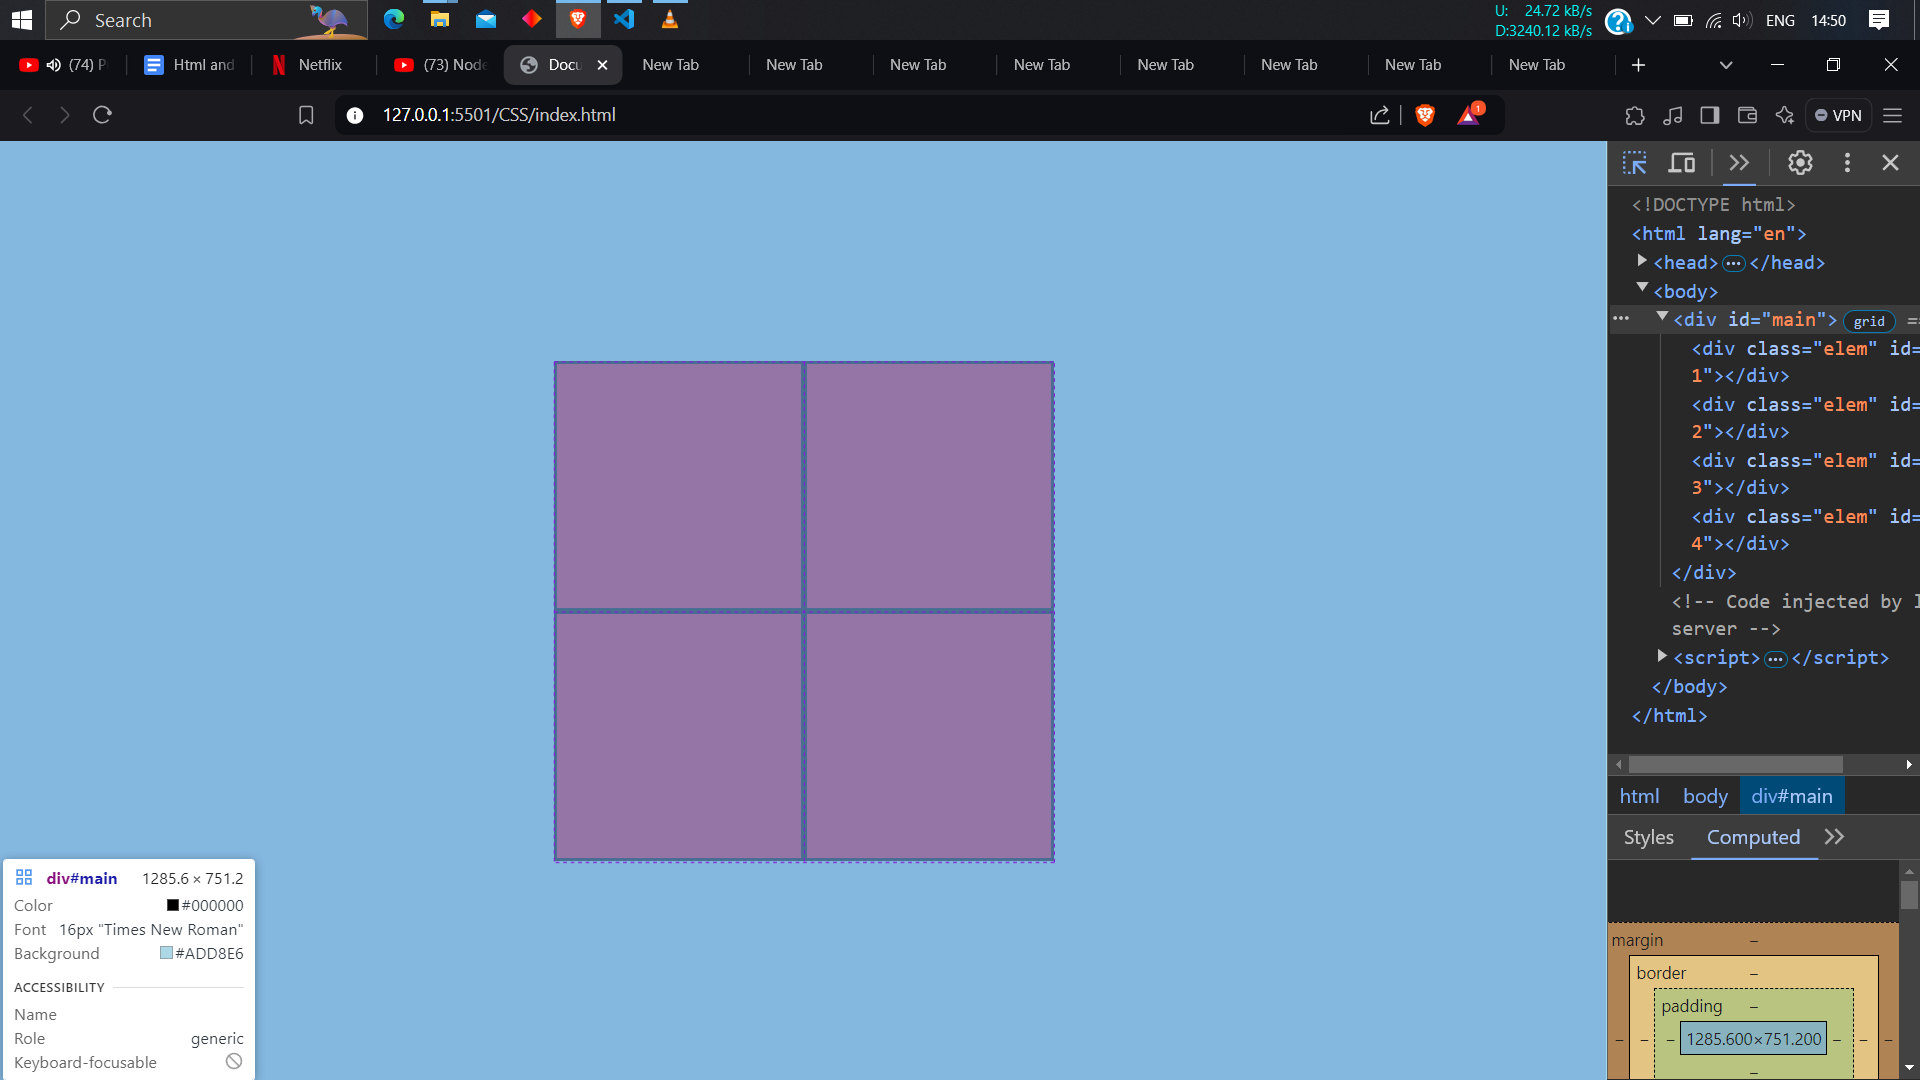 Search
U: 24.72 kB/s
D:3240.12 kB/s
ENG
14:50
(74) P
Html and
Netflix
(73) Node
Docu
New Tab
New Tab
New Tab
New Tab
New Tab
New Tab
New Tab
New Tab
127.0.0.1:5501/CSS/index.html
1
VPN
<!DOCTYPE html>
<html lang="en">
<head> </head>
<body>
<div id="main"> grid ==
<div class="elem" id=
1"></div>
<div class="elem" id=
2"></div>
<div class="elem" id=
3"></div>
<div class="elem" id=
4"></div>
</div>
<!-- Code injected by
server -->
<script> </script>
</body>
</html>
html body div#main
Styles Computed
margin –
border –
padding –
– – – 1285.600×751.200 – – –
–
div#main 1285.6 × 751.2
Color #000000
Font 16px "Times New Roman"
Background #ADD8E6
ACCESSIBILITY
Name
Role generic
Keyboard-focusable